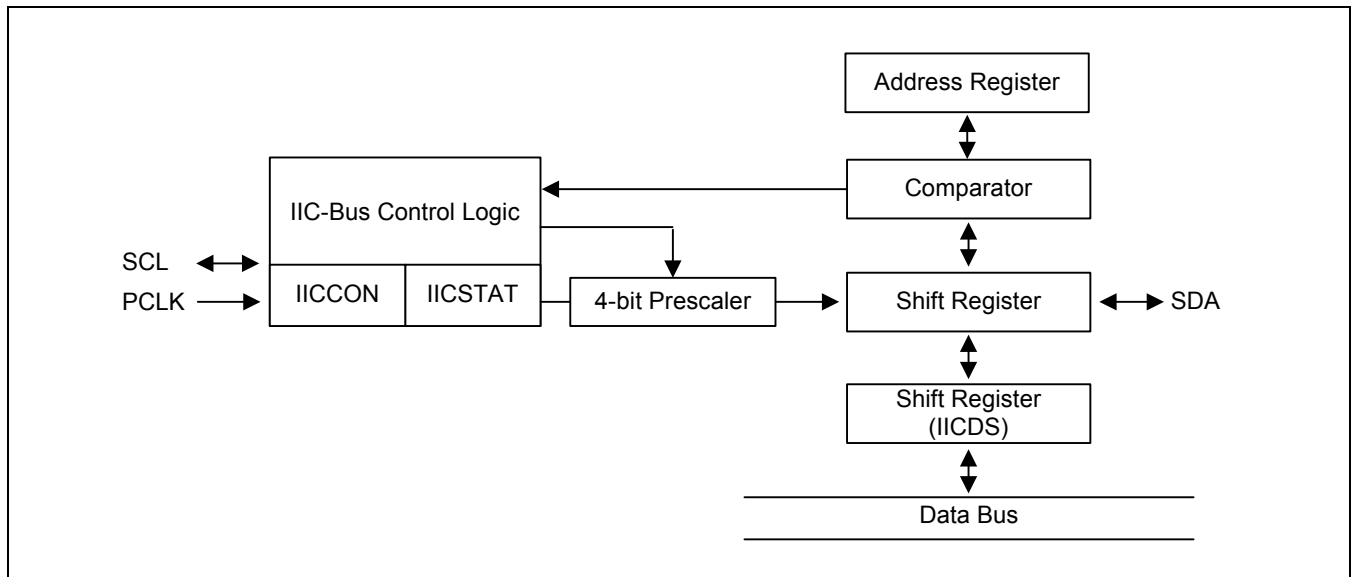 Address Register
Comparator
IIC-Bus Control Logic
SCL
IICCON
IICSTAT
4-bit Prescaler
Shift Register
SDA
PCLK
Shift Register
(IICDS)
Data Bus